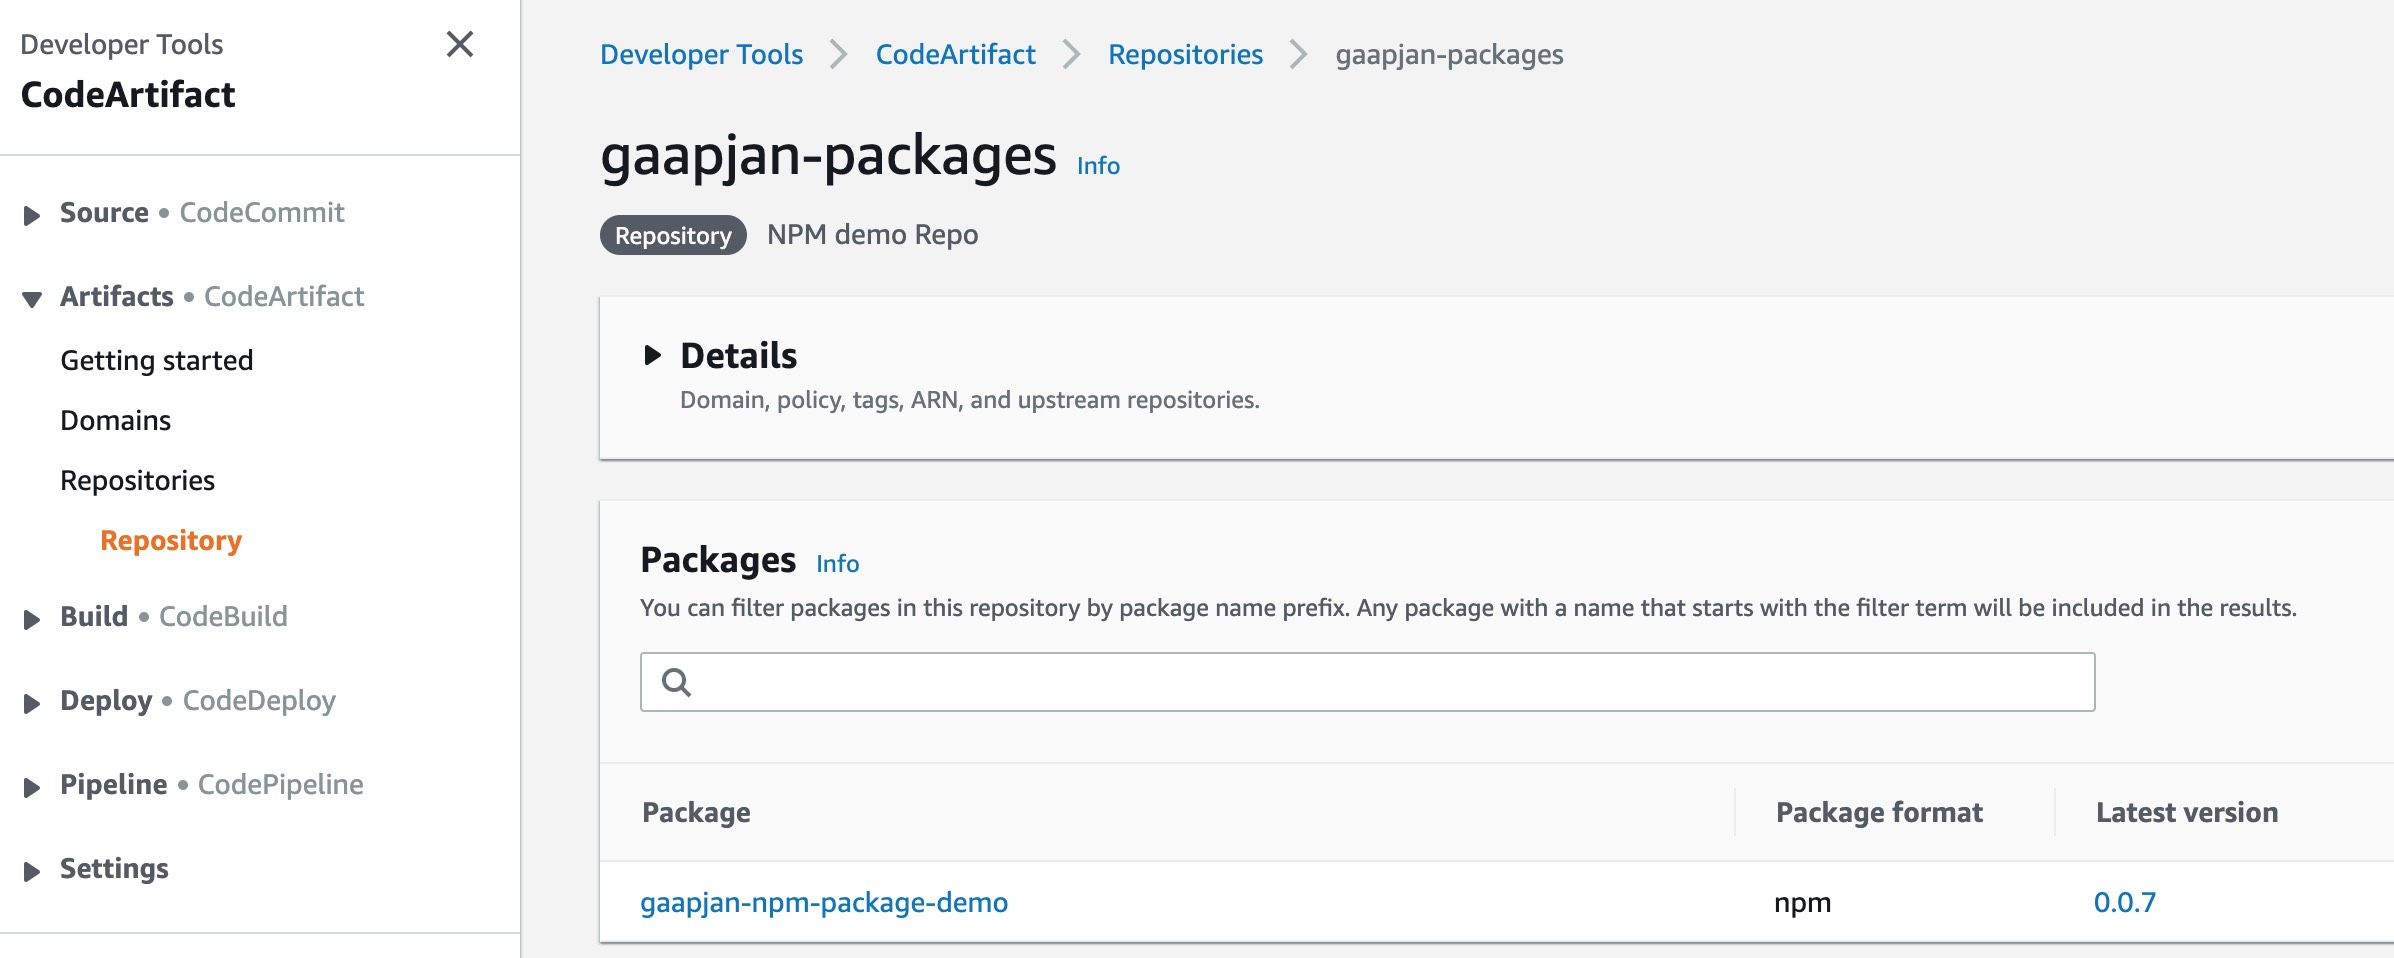 Developer Tools
CodeArtifact
Source • CodeCommit
Artifacts • CodeArtifact
Getting started
Domains
Repositories
Repository
Build • CodeBuild
Deploy • CodeDeploy
Pipeline • CodePipeline
Settings
Developer Tools > CodeArtifact > Repositories > gaapjan-packages
gaapjan-packages Info
Repository NPM demo Repo
Details
Domain, policy, tags, ARN, and upstream repositories.
Packages Info
You can filter packages in this repository by package name prefix. Any package with a name that starts with the filter term will be included in the results.
Package Package format Latest version
gaapjan-npm-package-demo npm 0.0.7